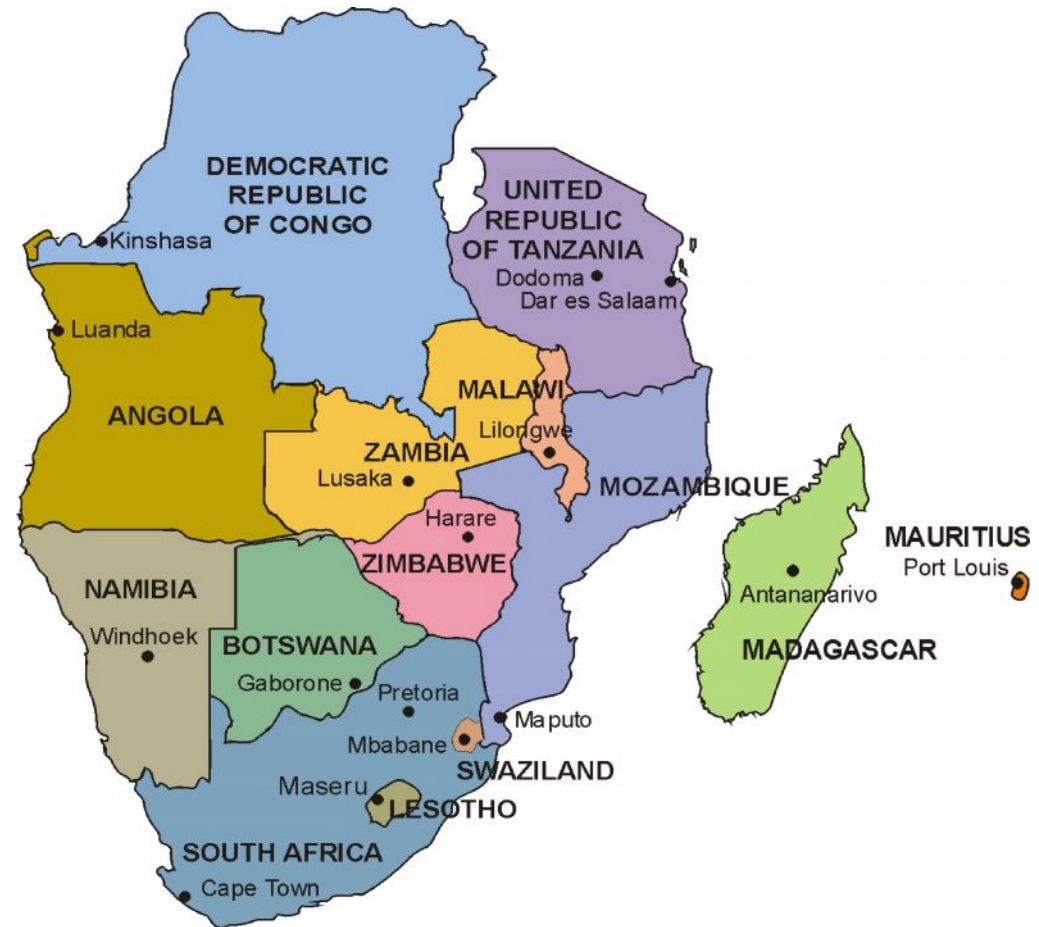 DEMOCRATIC
REPUBLIC
OF CONGO
Kinshasa
UNITED
REPUBLIC
OF TANZANIA
Dodoma
Dar es Salaam
Luanda
ANGOLA
MALAWI
Lilongwe
ZAMBIA
Lusaka
MOZAMBIQUE
Harare
ZIMBABWE
MAURITIUS
Port Louis
NAMIBIA
Windhoek
Antananarivo
MADAGASCAR
BOTSWANA
Gaborone
Pretoria
Maputo
Mbabane
SWAZILAND
Maseru
LESOTHO
SOUTH AFRICA
Cape Town